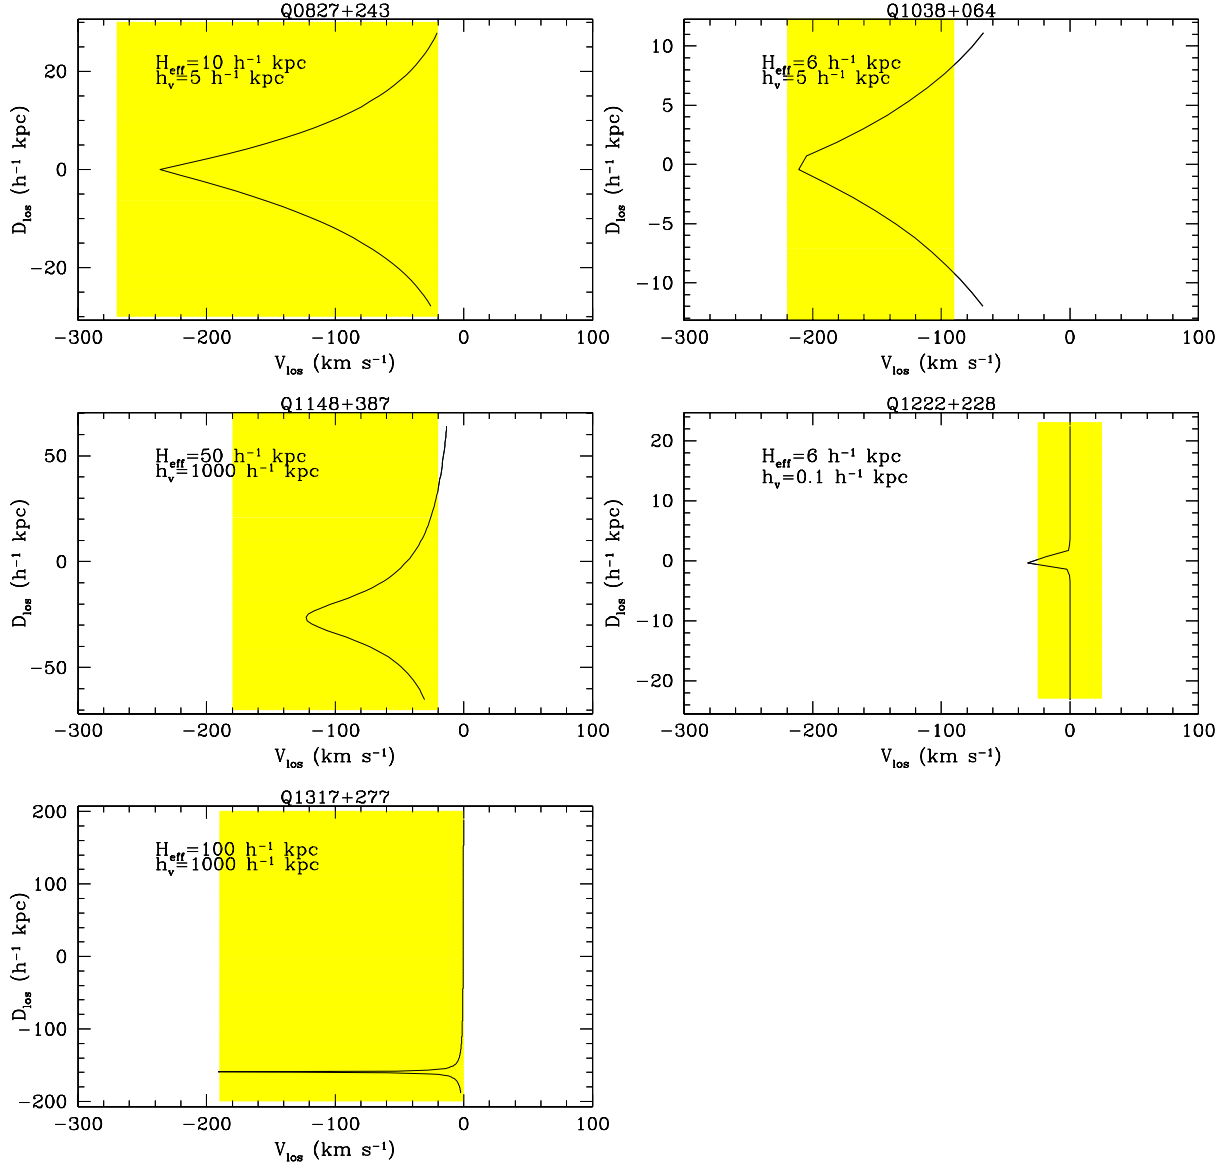 Q0827+243
H_eff=10 h⁻¹ kpc
h_v=5 h⁻¹ kpc
20
0
−20
D_los (h⁻¹ kpc)
−300 −200 −100 0 100
V_los (km s⁻¹)
Q1038+064
H_eff=6 h⁻¹ kpc
h_v=5 h⁻¹ kpc
10
5
0
−5
−10
D_los (h⁻¹ kpc)
−300 −200 −100 0 100
V_los (km s⁻¹)
Q1148+387
H_eff=50 h⁻¹ kpc
h_v=1000 h⁻¹ kpc
50
0
−50
D_los (h⁻¹ kpc)
−300 −200 −100 0 100
V_los (km s⁻¹)
Q1222+228
H_eff=6 h⁻¹ kpc
h_v=0.1 h⁻¹ kpc
20
10
0
−10
−20
D_los (h⁻¹ kpc)
−300 −200 −100 0 100
V_los (km s⁻¹)
Q1317+277
H_eff=100 h⁻¹ kpc
h_v=1000 h⁻¹ kpc
200
100
0
−100
−200
D_los (h⁻¹ kpc)
−300 −200 −100 0 100
V_los (km s⁻¹)